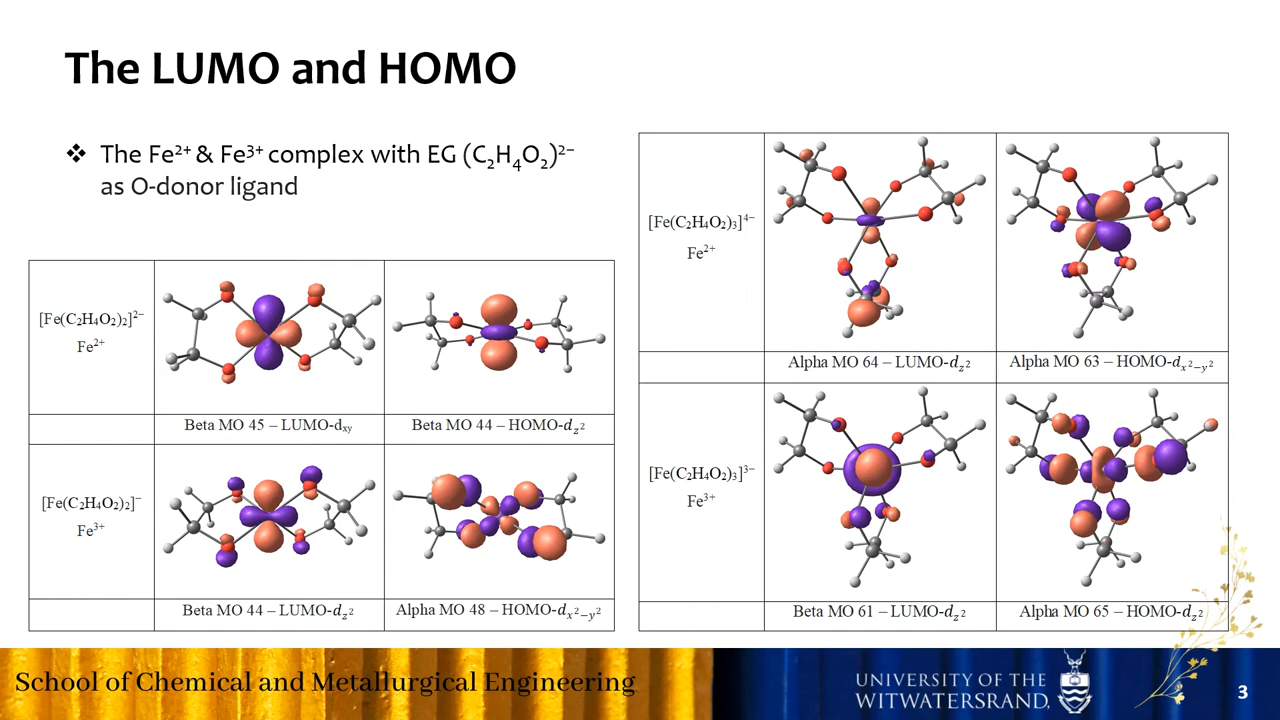 The LUMO and HOMO
❖ The Fe²⁺ & Fe³⁺ complex with EG (C₂H₄O₂)²⁻
as O-donor ligand
[Fe(C₂H₄O₂)₂]²⁻
Fe²⁺
Beta MO 45 – LUMO-dₓᵧ
Beta MO 44 – HOMO-d_z²
[Fe(C₂H₄O₂)₂]⁻
Fe³⁺
Beta MO 44 – LUMO-d_z²
Alpha MO 48 – HOMO-d_x²−y²
[Fe(C₂H₄O₂)₃]⁴⁻
Fe²⁺
Alpha MO 64 – LUMO-d_z²
Alpha MO 63 – HOMO-d_x²−y²
[Fe(C₂H₄O₂)₃]³⁻
Fe³⁺
Beta MO 61 – LUMO-d_z²
Alpha MO 65 – HOMO-d_z²
School of Chemical and Metallurgical Engineering
UNIVERSITY OF THE
WITWATERSRAND,
3